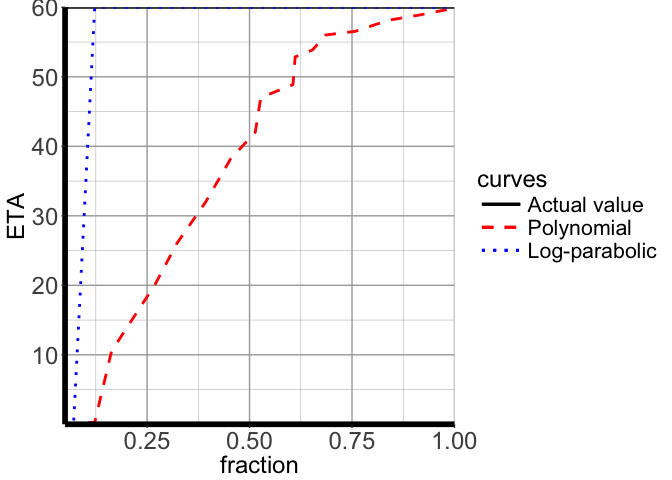 60
50
40
30
20
10
ETA
0.25 0.50 0.75 1.00
fraction
curves
Actual value
Polynomial
Log-parabolic